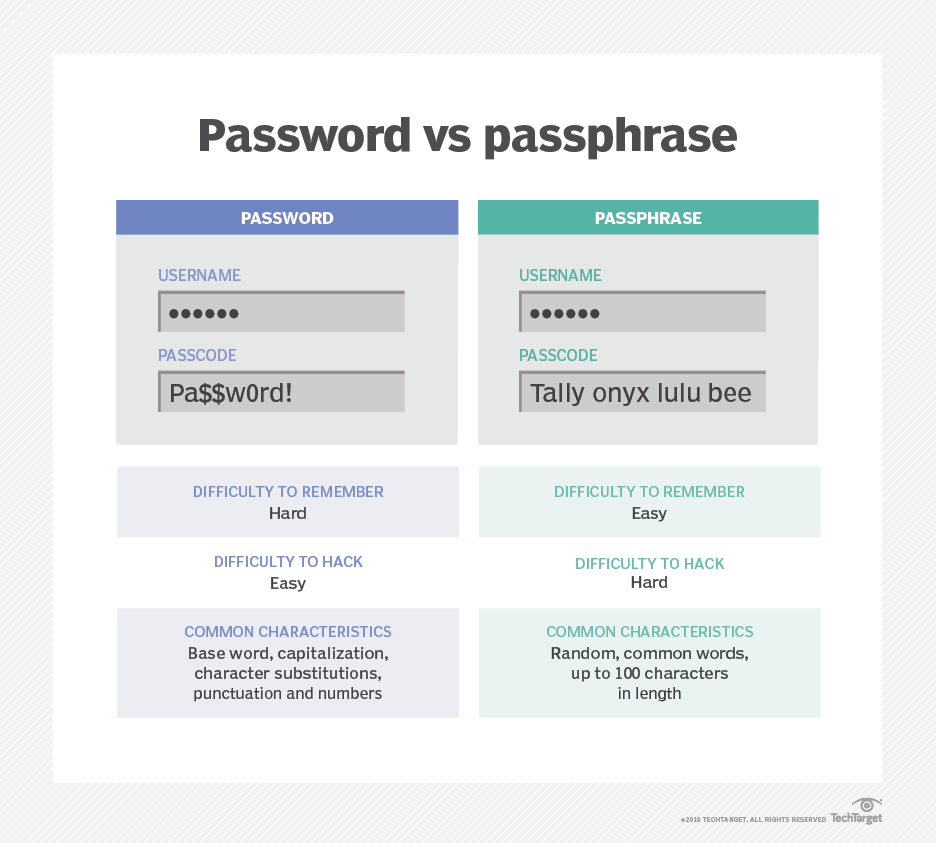 Password vs passphrase
PASSWORD
USERNAME
••••••
PASSCODE
Pa$$w0rd!
DIFFICULTY TO REMEMBER
Hard
DIFFICULTY TO HACK
Easy
COMMON CHARACTERISTICS
Base word, capitalization,
character substitutions,
punctuation and numbers
PASSPHRASE
USERNAME
••••••
PASSCODE
Tally onyx lulu bee
DIFFICULTY TO REMEMBER
Easy
DIFFICULTY TO HACK
Hard
COMMON CHARACTERISTICS
Random, common words,
up to 100 characters
in length
©2019 TECHTARGET. ALL RIGHTS RESERVED TechTarget